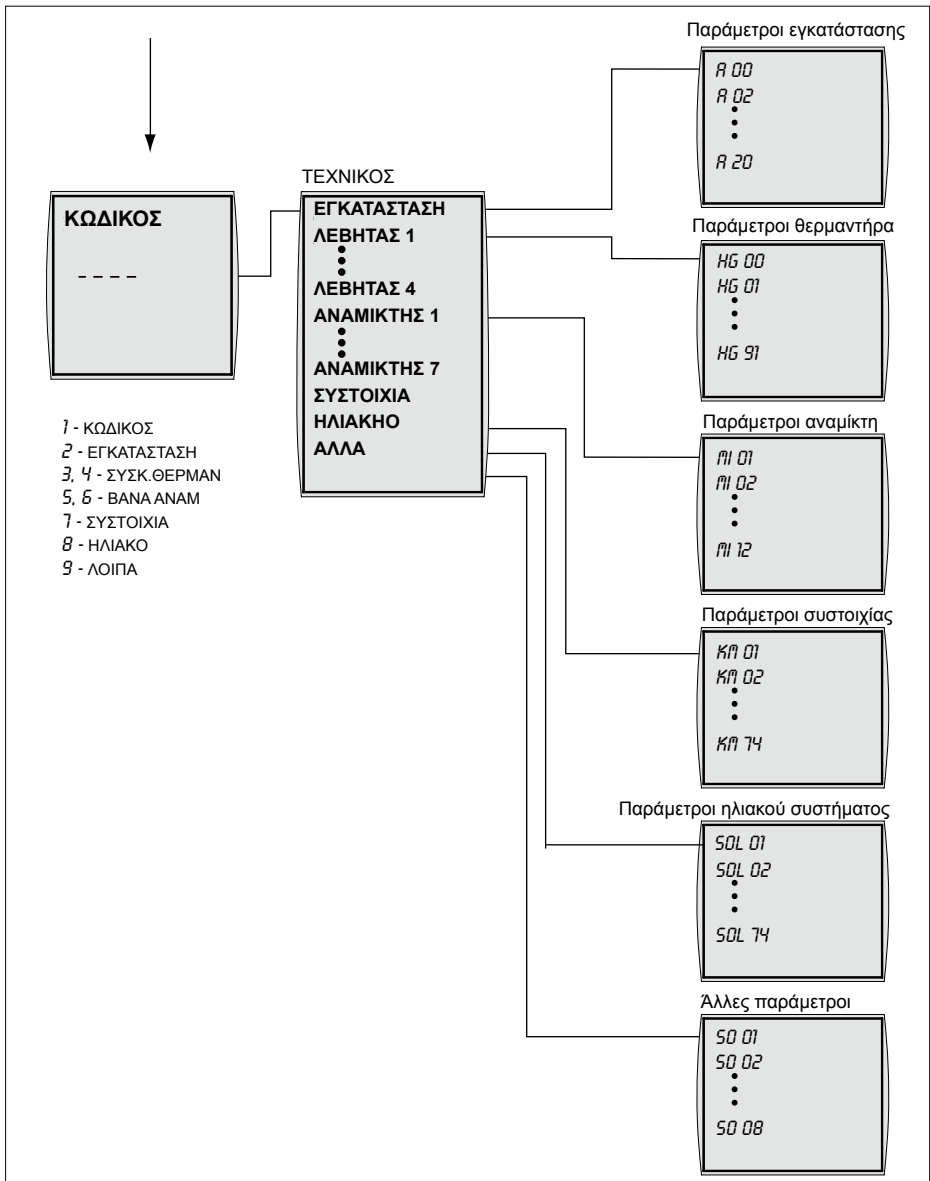 ΚΩΔΙΚΟΣ
– – – –
1 - ΚΩΔΙΚΟΣ
2 - ΕΓΚΑΤΑΣΤΑΣΗ
3, 4 - ΣΥΣΚ.ΘΕΡΜΑΝ
5, 6 - ΒΑΝΑ ΑΝΑΜ
7 - ΣΥΣΤΟΙΧΙΑ
8 - ΗΛΙΑΚΟ
9 - ΛΟΙΠΑ
ΤΕΧΝΙΚΟΣ
ΕΓΚΑΤΑΣΤΑΣΗ
ΛΕΒΗΤΑΣ 1
ΛΕΒΗΤΑΣ 4
ΑΝΑΜΙΚΤΗΣ 1
ΑΝΑΜΙΚΤΗΣ 7
ΣΥΣΤΟΙΧΙΑ
ΗΛΙΑΚΗΟ
ΑΛΛΑ
Παράμετροι εγκατάστασης
A 00
A 02
A 20
Παράμετροι θερμαντήρα
HG 00
HG 01
HG 91
Παράμετροι αναμίκτη
MI 01
MI 02
MI 12
Παράμετροι συστοιχίας
KM 01
KM 02
KM 74
Παράμετροι ηλιακού συστήματος
SOL 01
SOL 02
SOL 74
Άλλες παράμετροι
SO 01
SO 02
SO 08